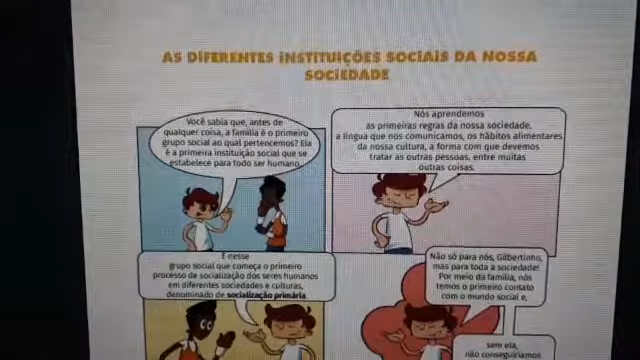 AS DIFERENTES INSTITUIÇÕES SOCIAIS DA NOSSA
SOCIEDADE
Você sabia que, antes de
qualquer coisa, a família é o primeiro
grupo social ao qual pertencemos? Ela
é a primeira instituição social que se
estabelece para todo ser humano.
Nós aprendemos
as primeiras regras da nossa sociedade,
a língua que nos comunicamos, os hábitos alimentares
da nossa cultura, a forma com que devemos
tratar as outras pessoas, entre muitas
outras coisas.
E nesse
grupo social que começa o primeiro
processo de socialização dos seres humanos
em diferentes sociedades e culturas,
denominado de socialização primária.
Não só para nós, Gilbertinho,
mas para toda a sociedade!
Por meio da família, nós
temos o primeiro contato
com o mundo social e,
sem ela,
não conseguiríamos